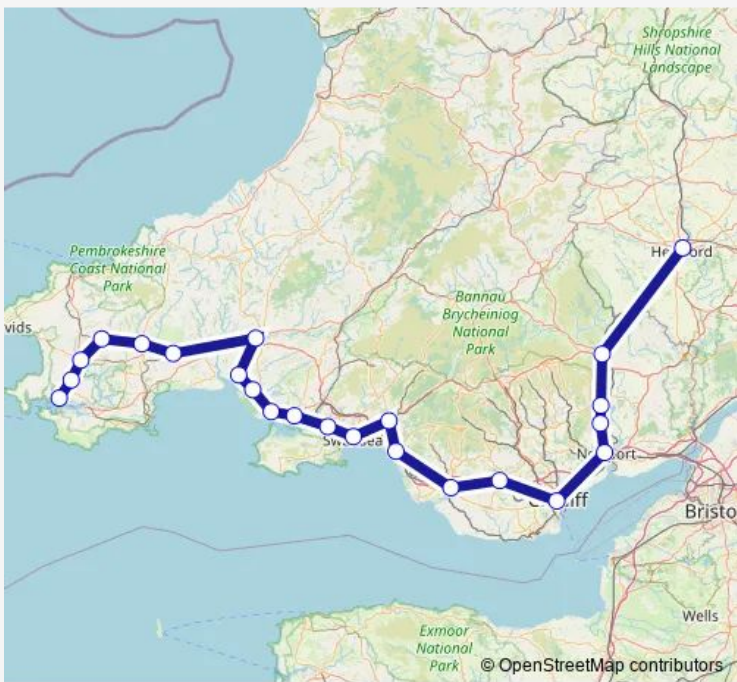 Shropshire
Hills National
Landscape
Pembrokeshire
Coast National
Park
vids
Bannau
Brycheiniog
National
Park
Bristo
Wells
Exmoor
National
Park
© OpenStreetMap contributors